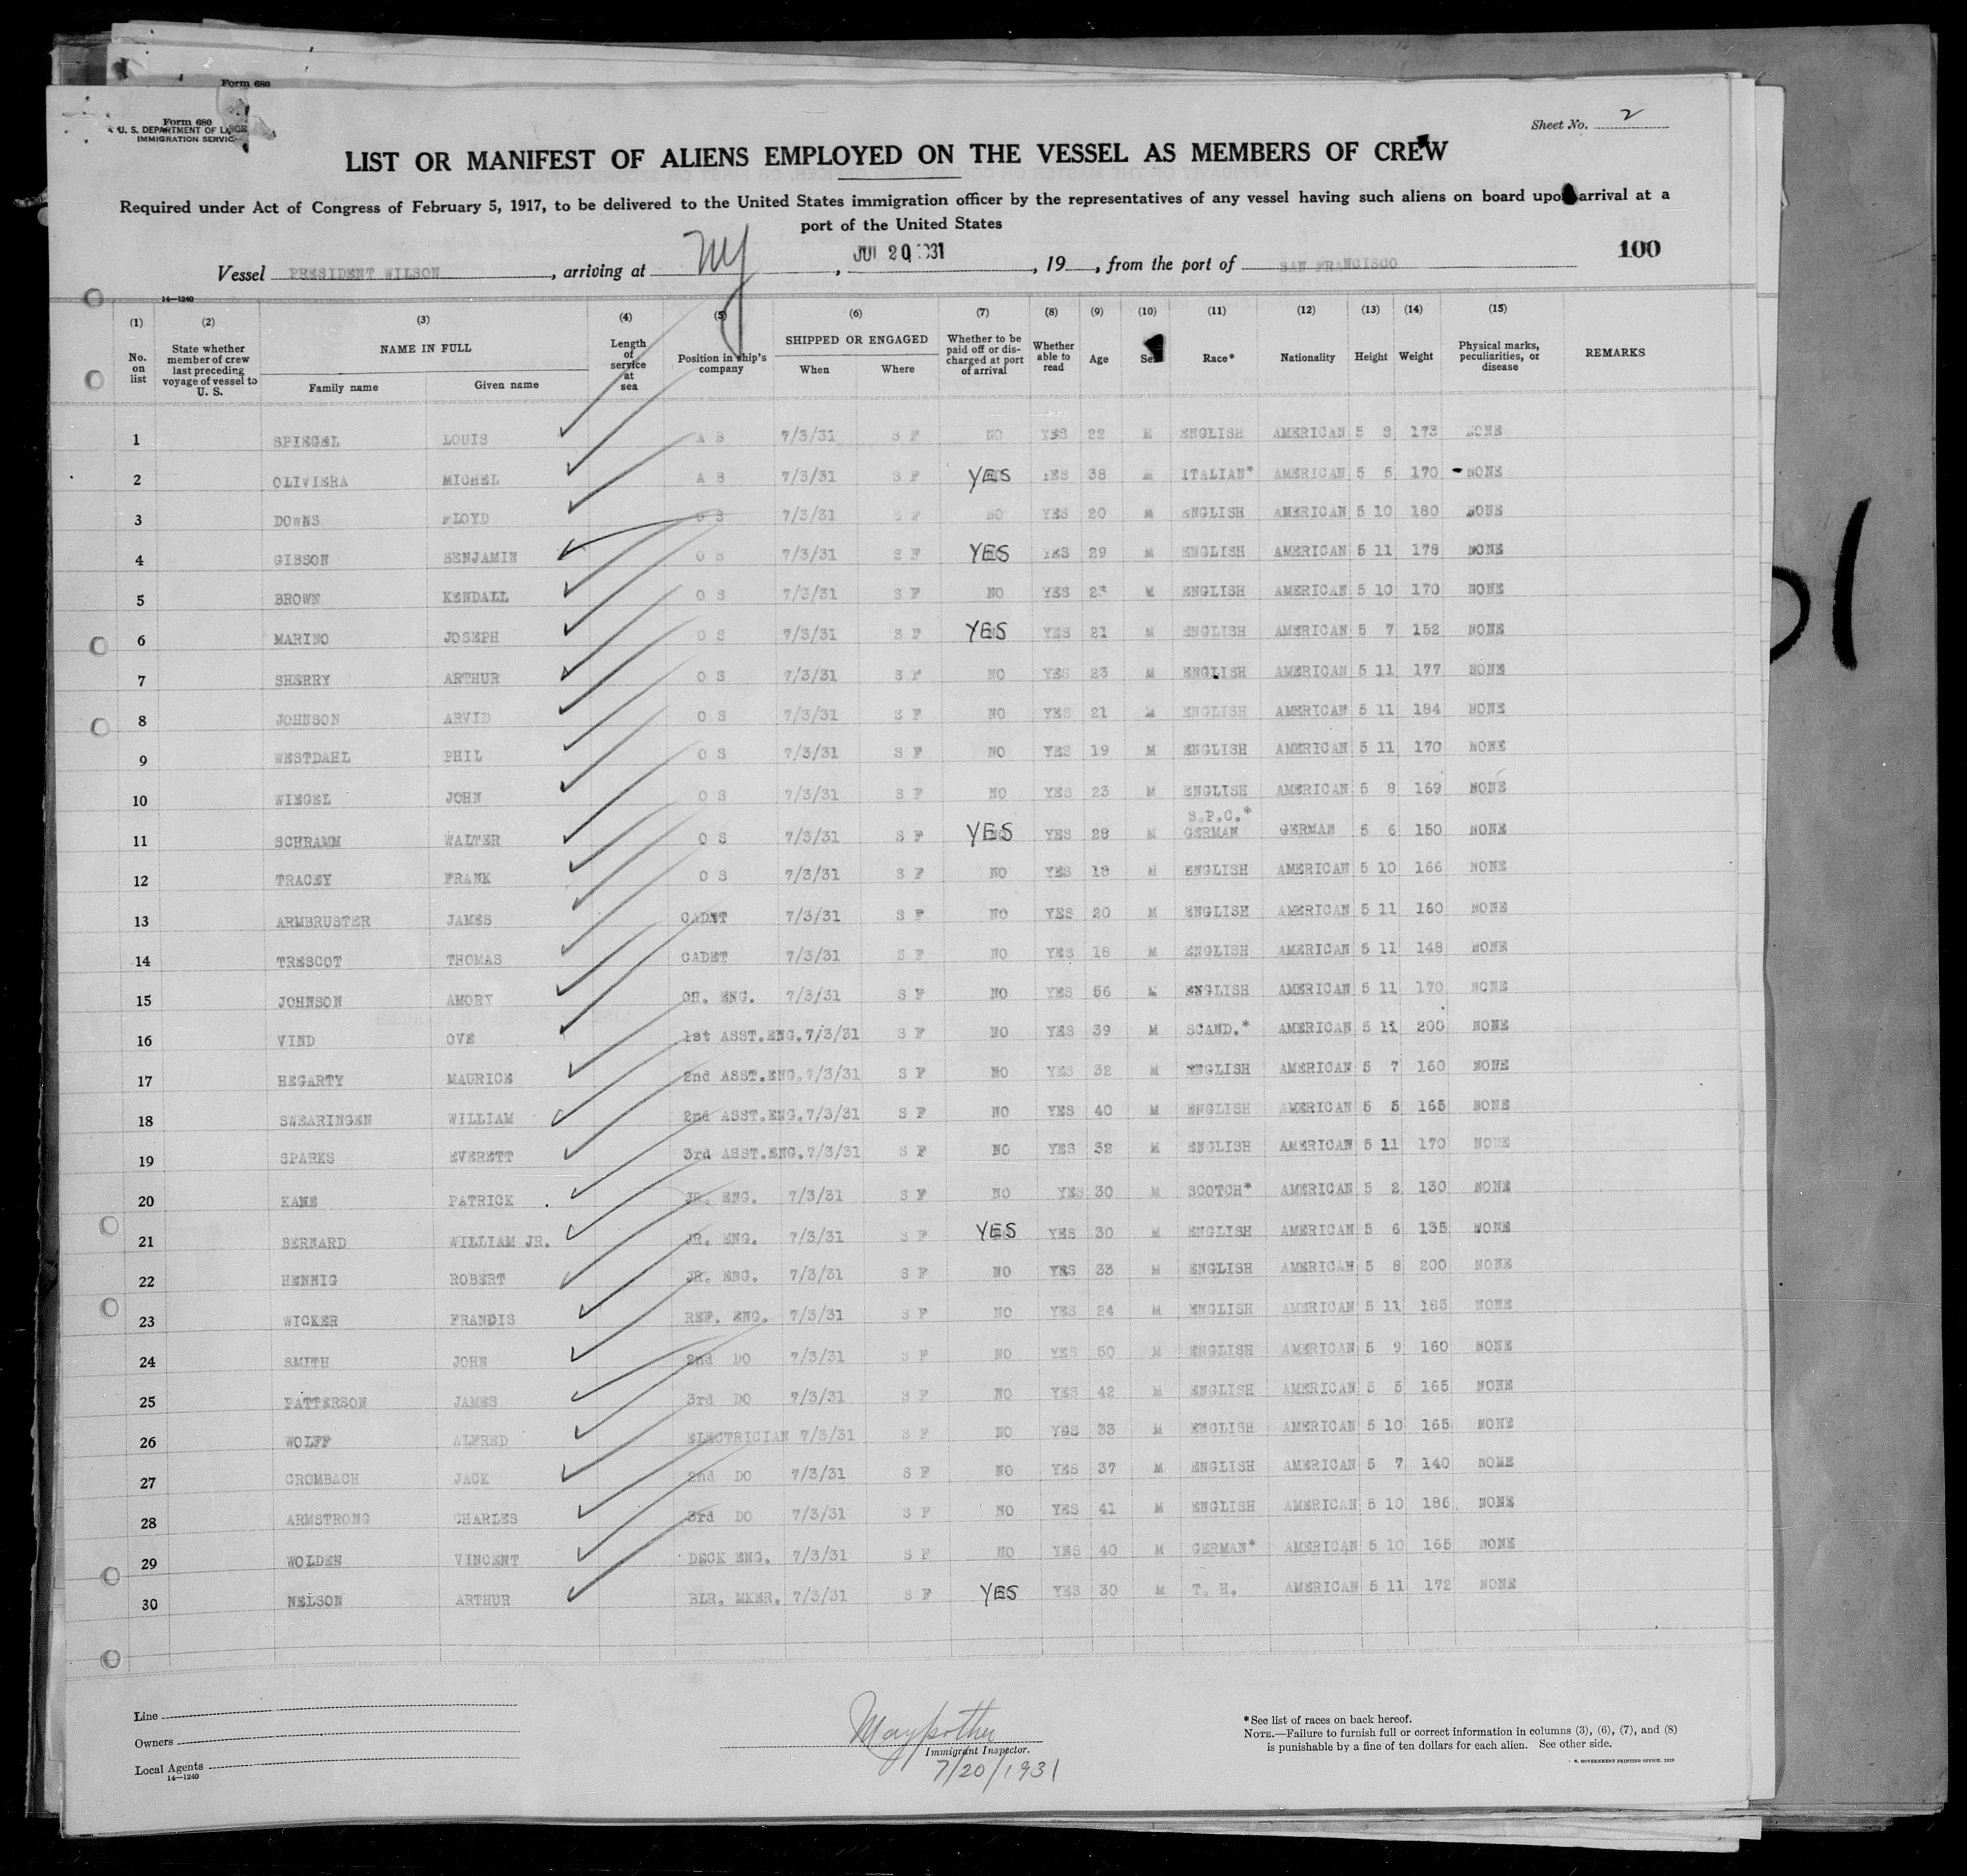 Form 680
Form 680
U. S. DEPARTMENT OF LABOR
IMMIGRATION SERVICE
Sheet No. 2
LIST OR MANIFEST OF ALIENS EMPLOYED ON THE VESSEL AS MEMBERS OF CREW
Required under Act of Congress of February 5, 1917, to be delivered to the United States immigration officer by the representatives of any vessel having such aliens on board upon arrival at a
port of the United States
Vessel PRESIDENT WILSON, arriving at NY, JUL 20 1931, 19 , from the port of SAN FRANCISCO
100
14—1240
(1) (2) (3) (4) (5) (6) (7) (8) (9) (10) (11) (12) (13) (14) (15)
No. on list State whether member of crew last preceding voyage of vessel to U. S. NAME IN FULL Family name Given name Length of service at sea Position in ship's company SHIPPED OR ENGAGED When Where Whether to be paid off or discharged at port of arrival Whether able to read Age Sex Race* Nationality Height Weight Physical marks, peculiarities, or disease REMARKS
1 SPIEGEL LOUIS A B 7/3/31 S F NO YES 22 M ENGLISH AMERICAN 5 8 173 NONE
2 OLIVIERA MICHEL A B 7/3/31 S F YES YES 38 M ITALIAN* AMERICAN 5 5 170 NONE
3 DOWNS FLOYD O S 7/3/31 S F NO YES 20 M ENGLISH AMERICAN 5 10 180 NONE
4 GIBSON BENJAMIN O S 7/3/31 S F YES YES 29 M ENGLISH AMERICAN 5 11 178 NONE
5 BROWN KENDALL O S 7/3/31 S F NO YES 23 M ENGLISH AMERICAN 5 10 170 NONE
6 MARINO JOSEPH O S 7/3/31 S F YES YES 21 M ENGLISH AMERICAN 5 7 152 NONE
7 SHERRY ARTHUR O S 7/3/31 S F NO YES 23 M ENGLISH AMERICAN 5 11 177 NONE
8 JOHNSON ARVID O S 7/3/31 S F NO YES 21 M ENGLISH AMERICAN 5 11 184 NONE
9 WESTDAHL PHIL O S 7/3/31 S F NO YES 19 M ENGLISH AMERICAN 5 11 170 NONE
10 WIEGEL JOHN O S 7/3/31 S F NO YES 23 M ENGLISH AMERICAN 5 8 169 NONE
11 SCHRAMM WALTER O S 7/3/31 S F YES YES 28 M S.P.C.* GERMAN GERMAN 5 6 150 NONE
12 TRACEY FRANK O S 7/3/31 S F NO YES 18 M ENGLISH AMERICAN 5 10 166 NONE
13 ARMBRUSTER JAMES CADET 7/3/31 S F NO YES 20 M ENGLISH AMERICAN 5 11 160 NONE
14 TRESCOT THOMAS CADET 7/3/31 S F NO YES 18 M ENGLISH AMERICAN 5 11 148 NONE
15 JOHNSON AMORY CH. ENG. 7/3/31 S F NO YES 56 M ENGLISH AMERICAN 5 11 170 NONE
16 VIND OVE 1st ASST.ENG. 7/3/31 S F NO YES 39 M SCAND.* AMERICAN 5 11 200 NONE
17 HEGARTY MAURICE 2nd ASST.ENG. 7/3/31 S F NO YES 32 M ENGLISH AMERICAN 5 7 160 NONE
18 SWEARINGEN WILLIAM 2nd ASST.ENG. 7/3/31 S F NO YES 40 M ENGLISH AMERICAN 5 5 165 NONE
19 SPARKS EVERETT 3rd ASST.ENG. 7/3/31 S F NO YES 32 M ENGLISH AMERICAN 5 11 170 NONE
20 KANE PATRICK JR. ENG. 7/3/31 S F NO YES 30 M SCOTCH* AMERICAN 5 2 130 NONE
21 BERNARD WILLIAM JR. JR. ENG. 7/3/31 S F YES YES 30 M ENGLISH AMERICAN 5 6 135 NONE
22 HENNIG ROBERT JR. ENG. 7/3/31 S F NO YES 33 M ENGLISH AMERICAN 5 8 200 NONE
23 WICKER FRANCIS REF. ENG. 7/3/31 S F NO YES 24 M ENGLISH AMERICAN 5 11 185 NONE
24 SMITH JOHN 2nd DO 7/3/31 S F NO YES 50 M ENGLISH AMERICAN 5 9 160 NONE
25 PATTERSON JAMES 3rd DO 7/3/31 S F NO YES 42 M ENGLISH AMERICAN 5 5 165 NONE
26 WOLFF ALFRED ELECTRICIAN 7/3/31 S F NO YES 33 M ENGLISH AMERICAN 5 10 165 NONE
27 CROMBACH JACK 2nd DO 7/3/31 S F NO YES 37 M ENGLISH AMERICAN 5 7 140 NONE
28 ARMSTRONG CHARLES 3rd DO 7/3/31 S F NO YES 41 M ENGLISH AMERICAN 5 10 186 NONE
29 WOLDEN VINCENT DECK ENG. 7/3/31 S F NO YES 40 M GERMAN* AMERICAN 5 10 165 NONE
30 NELSON ARTHUR BLR. MKER. 7/3/31 S F YES YES 30 M T. H. AMERICAN 5 11 172 NONE
Line
Owners
Local Agents
14—1240
Maypother
Immigrant Inspector.
7/20/1931
*See list of races on back hereof.
NOTE.—Failure to furnish full or correct information in columns (3), (6), (7), and (8)
is punishable by a fine of ten dollars for each alien. See other side.
GOVERNMENT PRINTING OFFICE